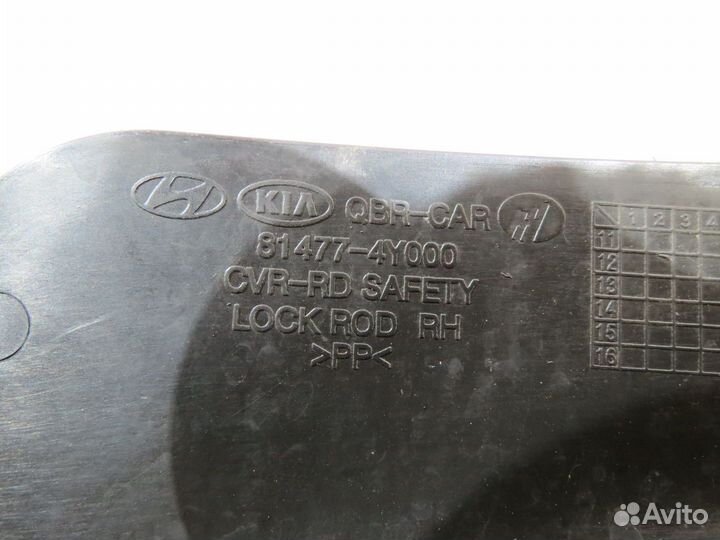 KIA QBR-CAR
81477-4Y000
CVR-RD SAFETY
LOCK ROD RH
>PP<
1 2 3 4
11
12
13
14
15
16
Avito